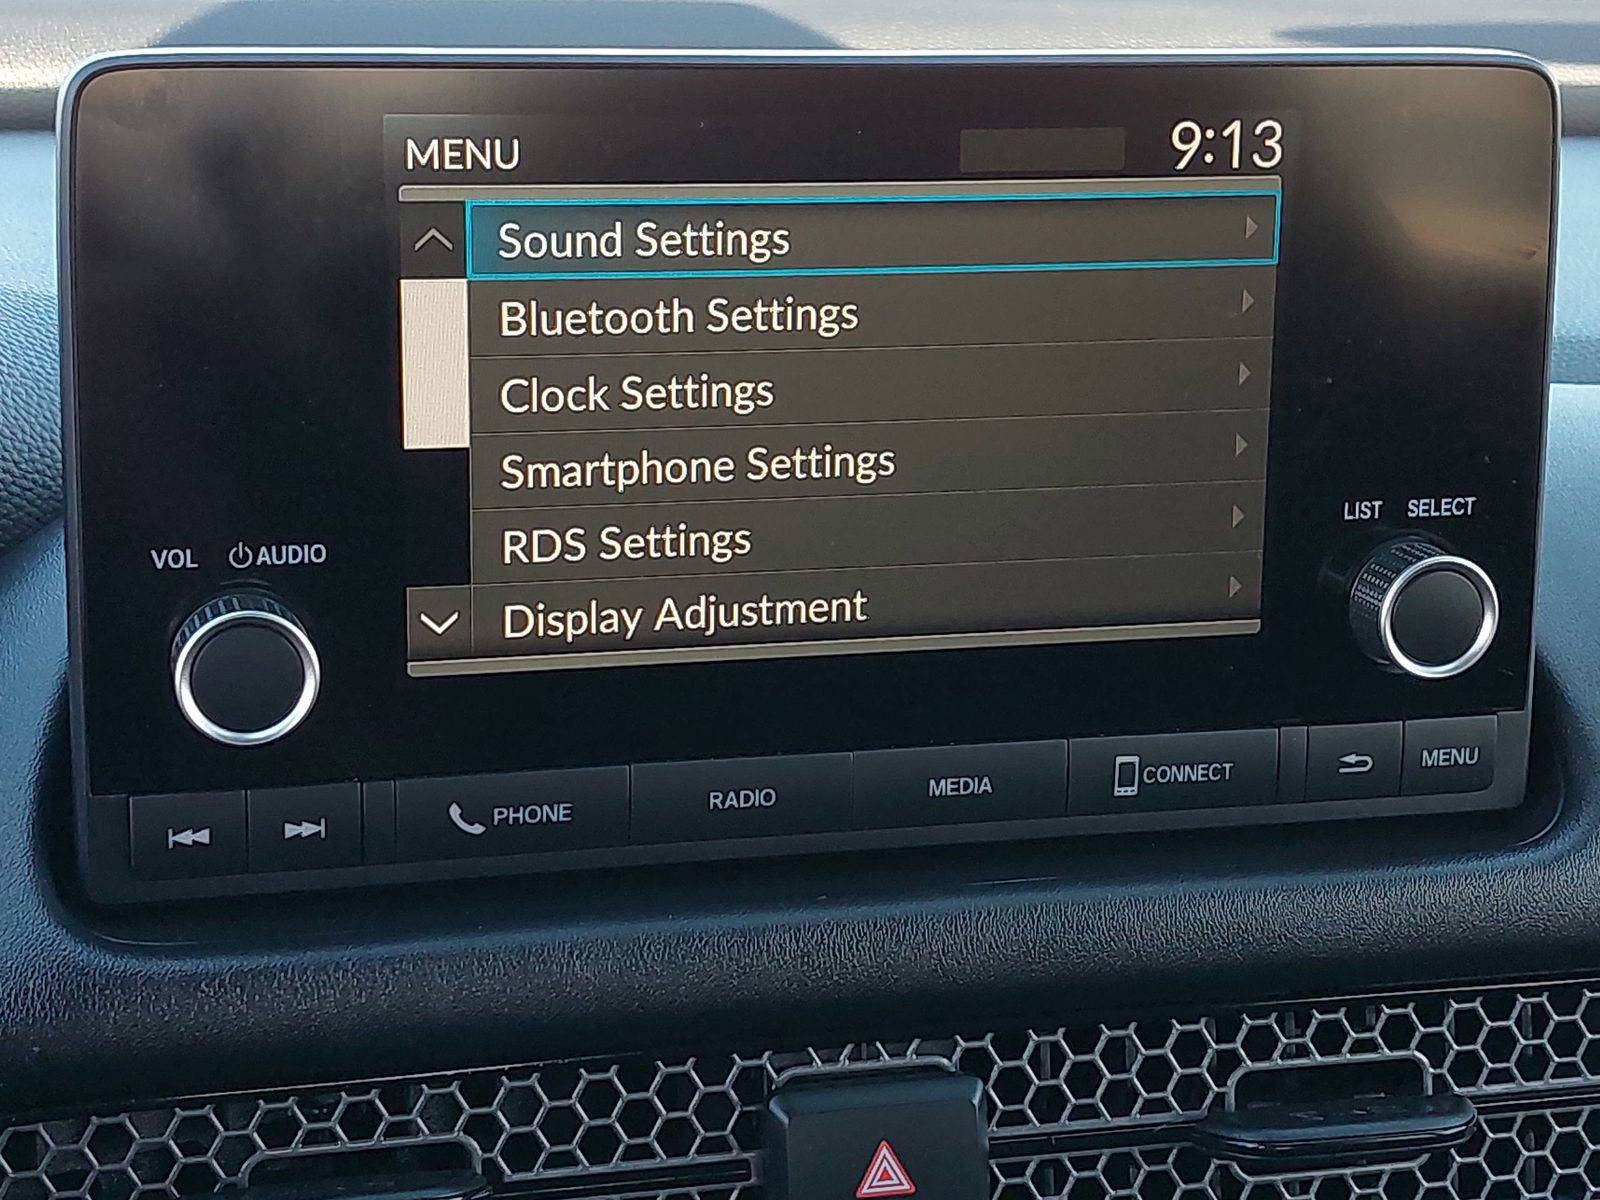 MENU 9:13
Sound Settings
Bluetooth Settings
Clock Settings
Smartphone Settings
RDS Settings
Display Adjustment
VOL AUDIO
LIST SELECT
PHONE
RADIO
MEDIA
CONNECT
MENU